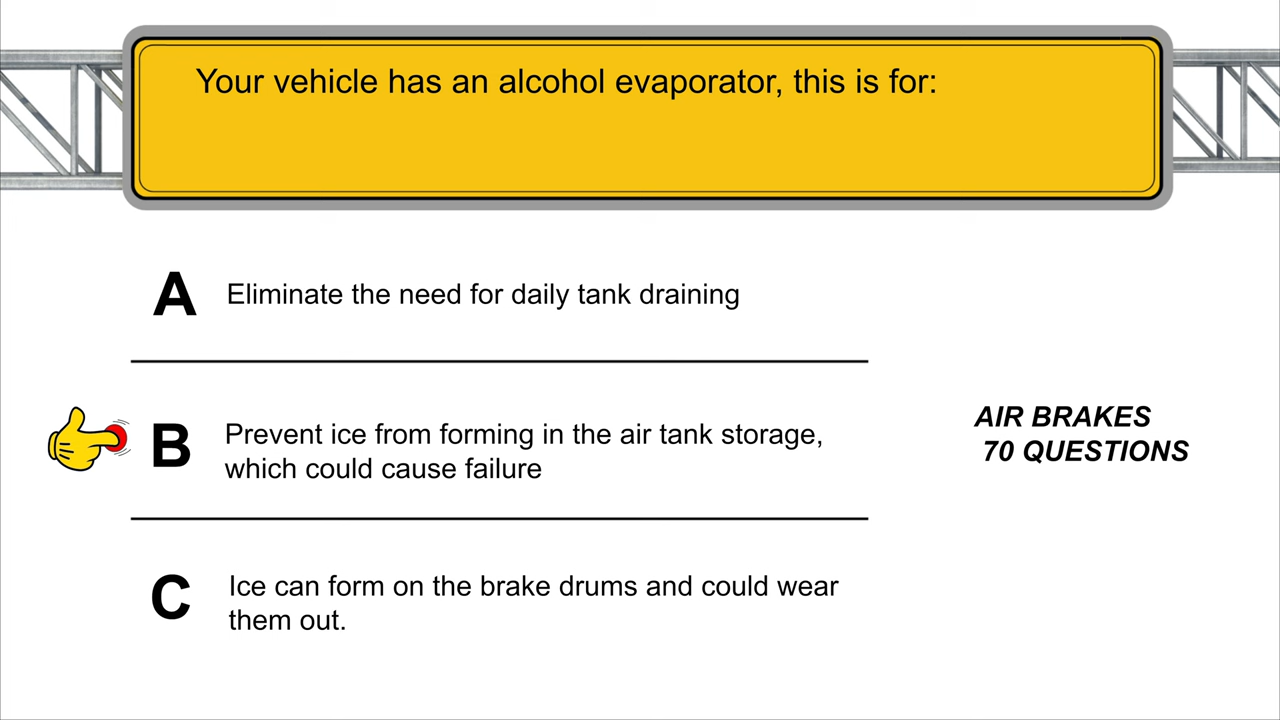 Your vehicle has an alcohol evaporator, this is for:
A Eliminate the need for daily tank draining
B Prevent ice from forming in the air tank storage,
which could cause failure
AIR BRAKES
70 QUESTIONS
C Ice can form on the brake drums and could wear
them out.